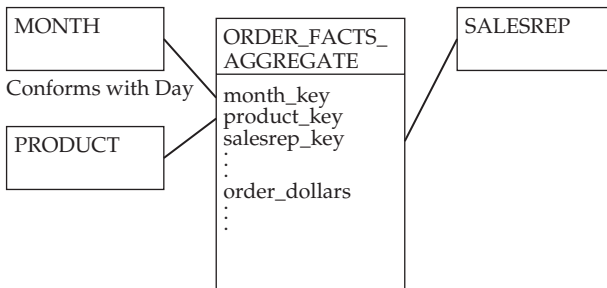 MONTH
Conforms with Day
PRODUCT
ORDER_FACTS_
AGGREGATE
month_key
product_key
salesrep_key
.
.
order_dollars
.
.
.
SALESREP